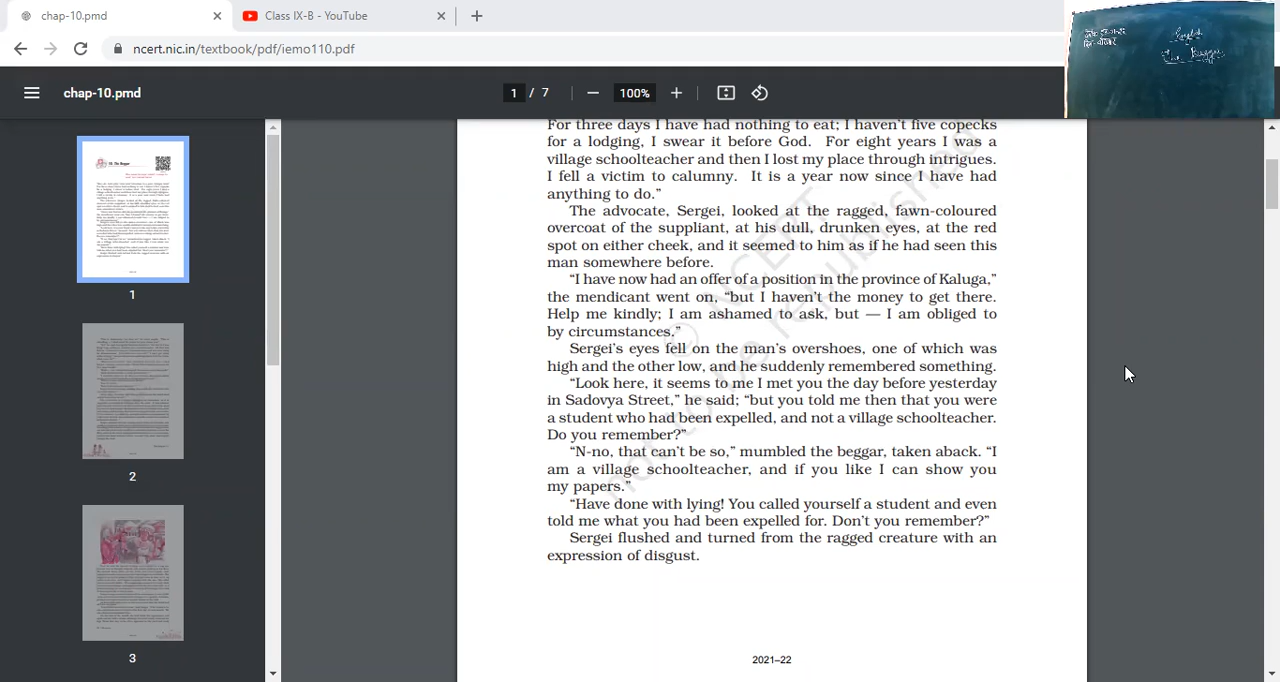 chap-10.pmd
Class IX-B - YouTube
ncert.nic.in/textbook/pdf/iemo110.pdf
English
The Beggar
chap-10.pmd
1 / 7
100%
For three days I have had nothing to eat; I haven't five copecks
for a lodging, I swear it before God. For eight years I was a
village schoolteacher and then I lost my place through intrigues.
I fell a victim to calumny. It is a year now since I have had
anything to do."
The advocate, Sergei, looked at the ragged, fawn-coloured
overcoat of the suppliant, at his dull, drunken eyes, at the red
spot on either cheek, and it seemed to him as if he had seen this
man somewhere before.
"I have now had an offer of a position in the province of Kaluga,"
the mendicant went on, "but I haven't the money to get there.
Help me kindly; I am ashamed to ask, but — I am obliged to
by circumstances."
Sergei's eyes fell on the man's overshoes, one of which was
high and the other low, and he suddenly remembered something.
"Look here, it seems to me I met you the day before yesterday
in Sadovya Street," he said; "but you told me then that you were
a student who had been expelled, and not a village schoolteacher.
Do you remember?"
"N-no, that can't be so," mumbled the beggar, taken aback. "I
am a village schoolteacher, and if you like I can show you
my papers."
"Have done with lying! You called yourself a student and even
told me what you had been expelled for. Don't you remember?"
Sergei flushed and turned from the ragged creature with an
expression of disgust.
2021–22
1
2
3